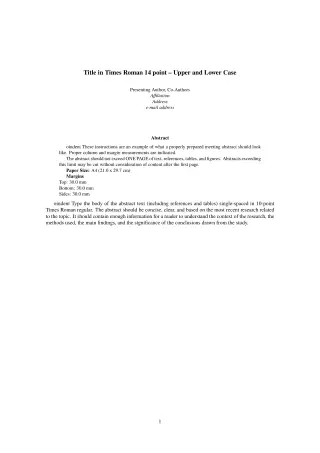 Title in Times Roman 14 point – Upper and Lower Case
Presenting Author, Co-Authors
Affiliation
Address
e-mail address
Abstract
ondent These instructions are an example of what a properly prepared meeting abstract should look
like. Proper column and margin measurements are indicated.
The abstract should not exceed ONE PAGE of text, references, tables, and figures. Abstracts exceeding
this limit may be cut without consideration of content after the first page.
Paper Size: A4 (21.0 x 29.7 cm)
Margins
Top: 30.0 mm
Bottom: 30.0 mm
Sides: 30.0 mm
ondent Type the body of the abstract text (including references and tables) single-spaced in 10-point
Times Roman regular. The abstract should be concise, clear, and based on the most recent research related
to the topic. It should contain enough information for a reader to understand the context of the research, the
methods used, the main findings, and the significance of the conclusions drawn from the study.
1